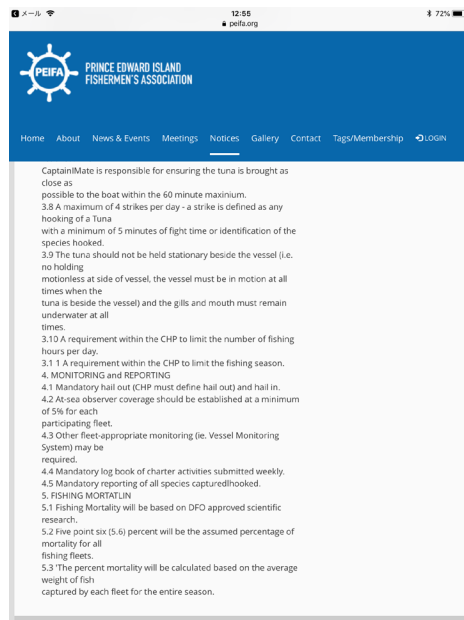 メール
12:55
peifa.org
72%
PEIFA
PRINCE EDWARD ISLAND
FISHERMEN'S ASSOCIATION
Home About News & Events Meetings Notices Gallery Contact Tags/Membership LOGIN
CaptainIMate is responsible for ensuring the tuna is brought as
close as
possible to the boat within the 60 minute maxinium.
3.8 A maximum of 4 strikes per day - a strike is defined as any
hooking of a Tuna
with a minimum of 5 minutes of fight time or identification of the
species hooked.
3.9 The tuna should not be held stationary beside the vessel (i.e.
no holding
motionless at side of vessel, the vessel must be in motion at all
times when the
tuna is beside the vessel) and the gills and mouth must remain
underwater at all
times.
3.10 A requirement within the CHP to limit the number of fishing
hours per day.
3.1 1 A requirement within the CHP to limit the fishing season.
4. MONITORING and REPORTING
4.1 Mandatory hail out (CHP must define hail out) and hail in.
4.2 At-sea observer coverage should be established at a minimum
of 5% for each
participating fleet.
4.3 Other fleet-appropriate monitoring (ie. Vessel Monitoring
System) may be
required.
4.4 Mandatory log book of charter activities submitted weekly.
4.5 Mandatory reporting of all species capturedlhooked.
5. FISHING MORTATLIN
5.1 Fishing Mortality will be based on DFO approved scientific
research.
5.2 Five point six (5.6) percent will be the assumed percentage of
mortality for all
fishing fleets.
5.3 'The percent mortality will be calculated based on the average
weight of fish
captured by each fleet for the entire season.